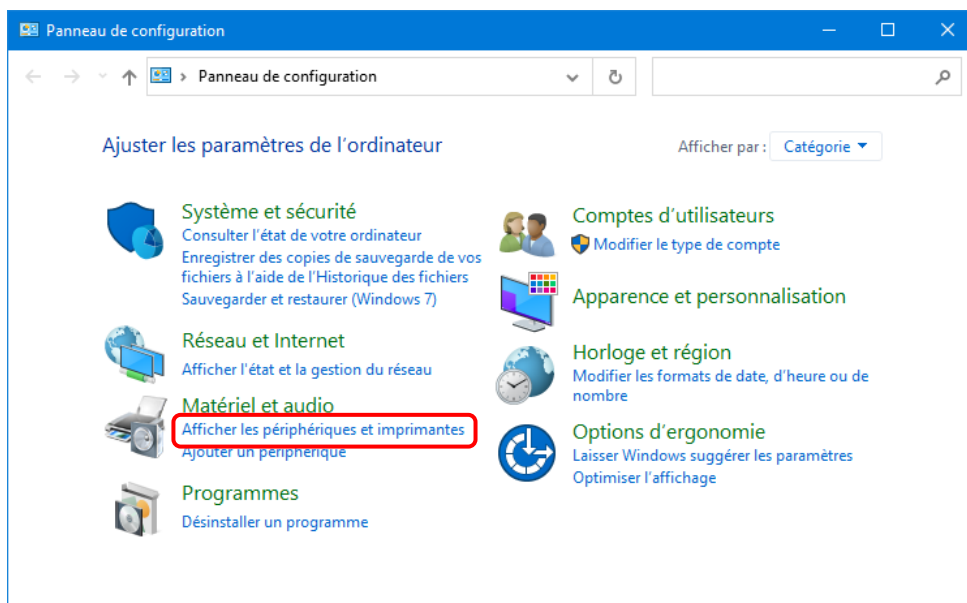 Panneau de configuration
Panneau de configuration
Ajuster les paramètres de l'ordinateur
Afficher par :
Catégorie
Système et sécurité
Consulter l'état de votre ordinateur
Enregistrer des copies de sauvegarde de vos
fichiers à l'aide de l'Historique des fichiers
Sauvegarder et restaurer (Windows 7)
Réseau et Internet
Afficher l'état et la gestion du réseau
Matériel et audio
Afficher les périphériques et imprimantes
Ajouter un périphérique
Programmes
Désinstaller un programme
Comptes d'utilisateurs
Modifier le type de compte
Apparence et personnalisation
Horloge et région
Modifier les formats de date, d'heure ou de
nombre
Options d'ergonomie
Laisser Windows suggérer les paramètres
Optimiser l'affichage